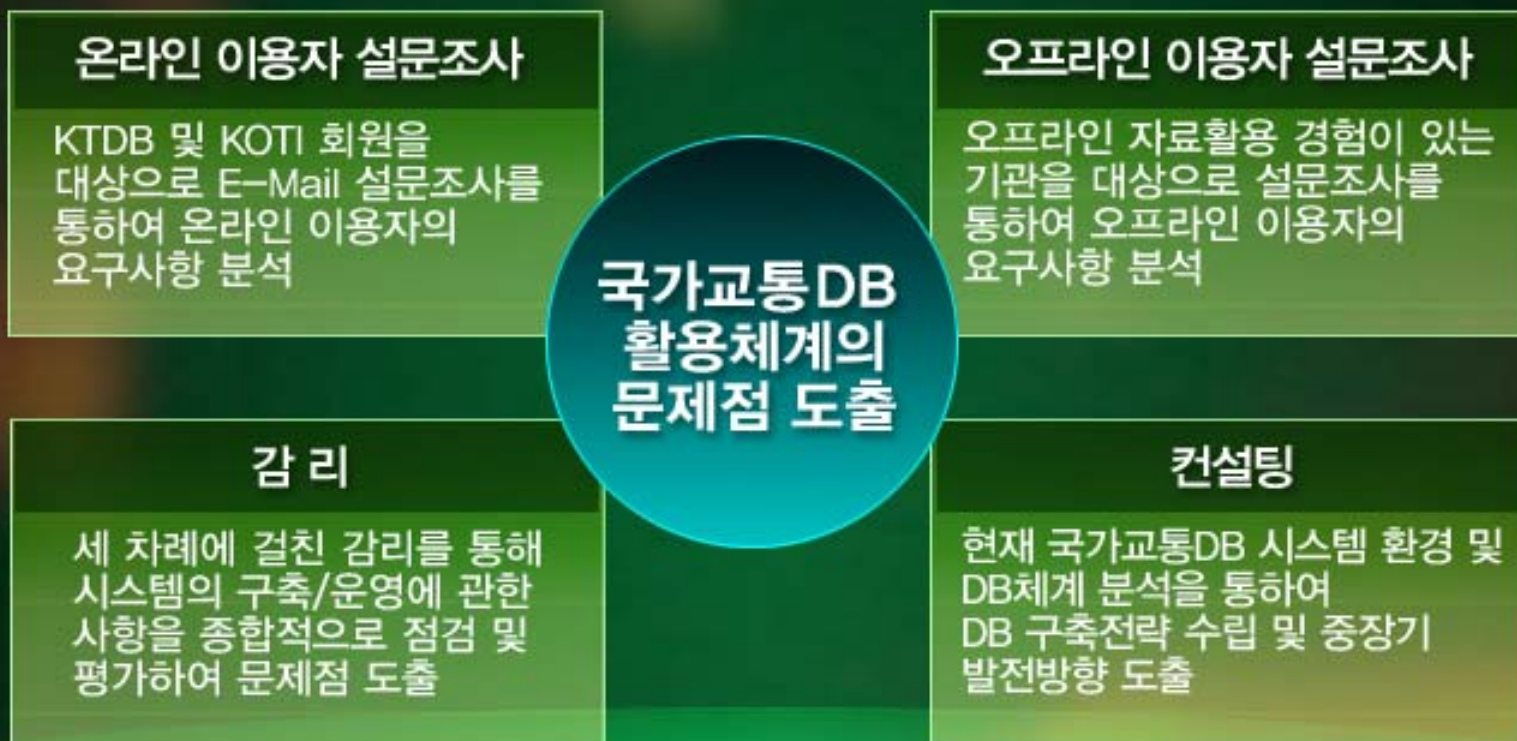 온라인 이용자 설문조사
KTDB 및 KOTI 회원을
대상으로 E-Mail 설문조사를
통하여 온라인 이용자의
요구사항 분석
오프라인 이용자 설문조사
오프라인 자료활용 경험이 있는
기관을 대상으로 설문조사를
통하여 오프라인 이용자의
요구사항 분석
국가교통DB
활용체계의
문제점 도출
감 리
세 차례에 걸친 감리를 통해
시스템의 구축/운영에 관한
사항을 종합적으로 점검 및
평가하여 문제점 도출
컨설팅
현재 국가교통DB 시스템 환경 및
DB체계 분석을 통하여
DB 구축전략 수립 및 중장기
발전방향 도출